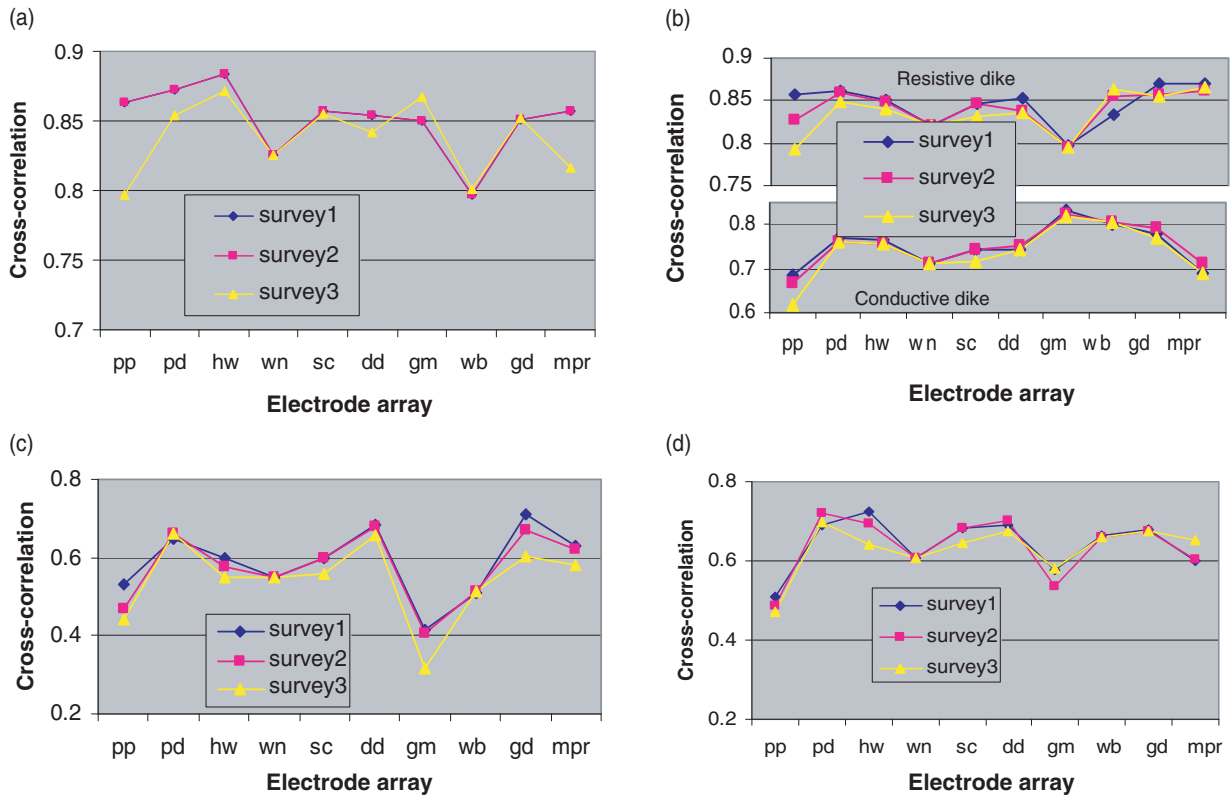 (a)
0.9
0.85
0.8
0.75
0.7
Cross-correlation
survey1
survey2
survey3
pp pd hw wn sc dd gm wb gd mpr
Electrode array
(b)
0.9
0.85
0.8
0.75
0.8
0.7
0.6
Cross-correlation
Resistive dike
survey1
survey2
survey3
Conductive dike
pp pd hw wn sc dd gm wb gd mpr
Electrode array
(c)
0.8
0.6
0.4
0.2
Cross-correlation
survey1
survey2
survey3
pp pd hw wn sc dd gm wb gd mpr
Electrode array
(d)
0.8
0.6
0.4
0.2
Cross-correlation
survey1
survey2
survey3
pp pd hw wn sc dd gm wb gd mpr
Electrode array